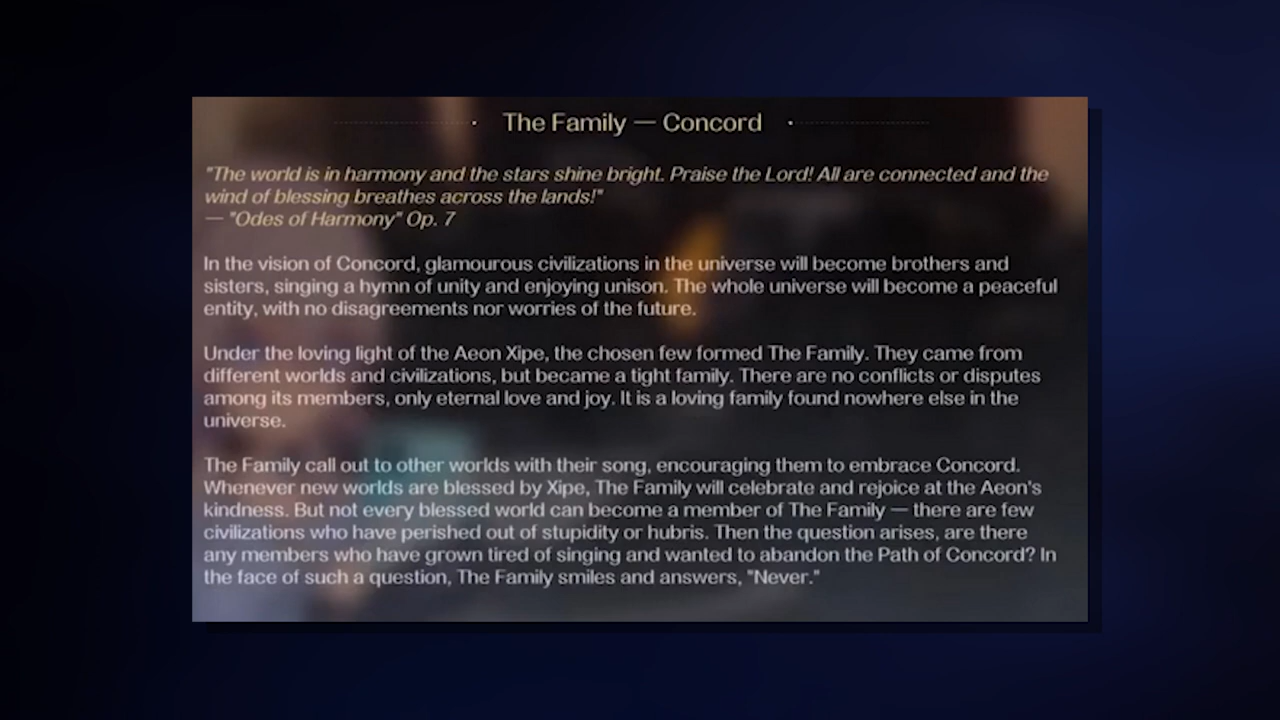 The Family — Concord
"The world is in harmony and the stars shine bright. Praise the Lord! All are connected and the
wind of blessing breathes across the lands!"
— "Odes of Harmony" Op. 7
In the vision of Concord, glamourous civilizations in the universe will become brothers and
sisters, singing a hymn of unity and enjoying unison. The whole universe will become a peaceful
entity, with no disagreements nor worries of the future.
Under the loving light of the Aeon Xipe, the chosen few formed The Family. They came from
different worlds and civilizations, but became a tight family. There are no conflicts or disputes
among its members, only eternal love and joy. It is a loving family found nowhere else in the
universe.
The Family call out to other worlds with their song, encouraging them to embrace Concord.
Whenever new worlds are blessed by Xipe, The Family will celebrate and rejoice at the Aeon's
kindness. But not every blessed world can become a member of The Family — there are few
civilizations who have perished out of stupidity or hubris. Then the question arises, are there
any members who have grown tired of singing and wanted to abandon the Path of Concord? In
the face of such a question, The Family smiles and answers, "Never."